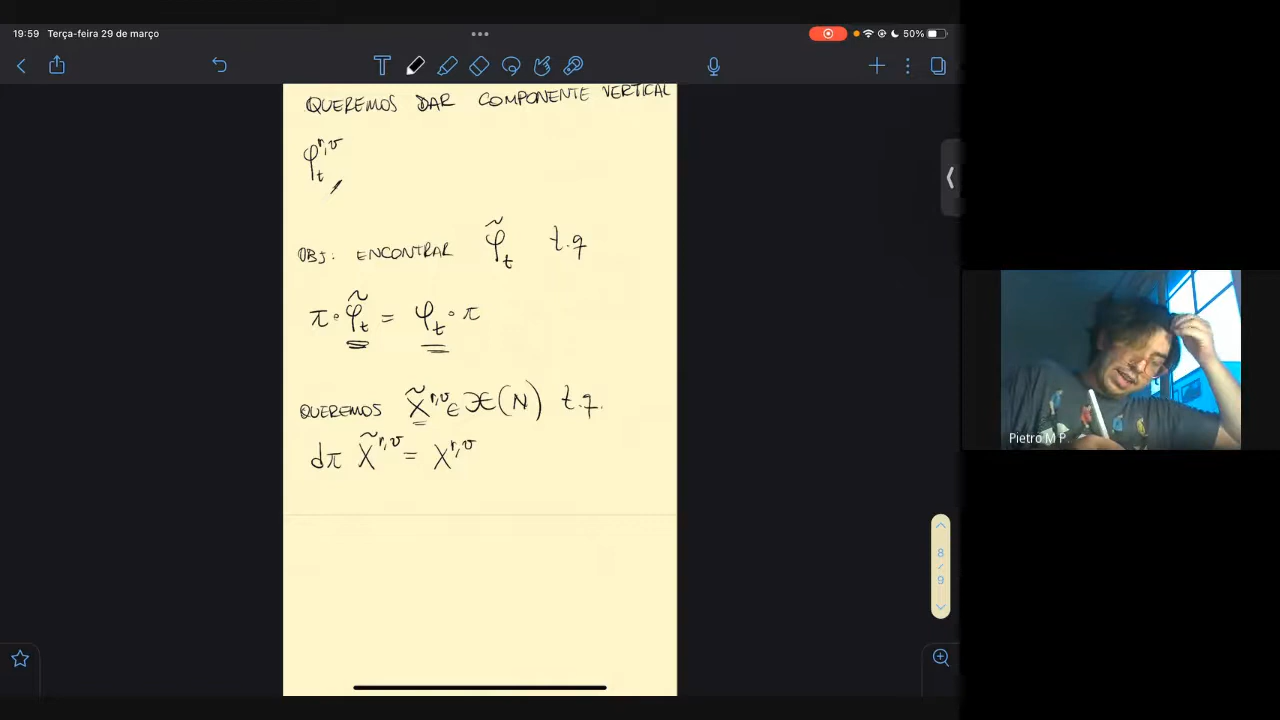 19:59 Terça-feira 29 de março
50%
QUEREMOS DAR COMPONENTE VERTICAL
φ_t^{r,v}
OBJ: ENCONTRAR φ̃_t t.q
π∘φ̃_t = φ_t∘π
QUEREMOS X̃^{r,v} ∈ 𝔛(N) t.q.
dπ X̃^{r,v} = X^{r,v}
8
9
Pietro M P.